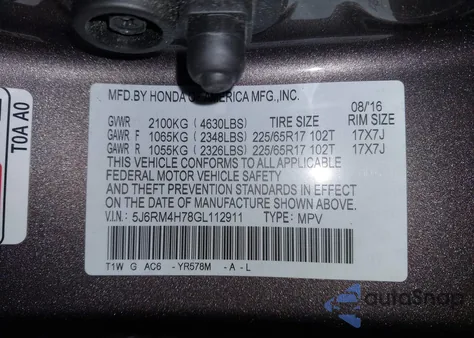 MFD.BY HONDA OF AMERICA MFG.,INC.
08/16
GVWR 2100KG ( 4630LBS) TIRE SIZE RIM SIZE
GAWR F 1065KG ( 2348LBS) 225/65R17 102T 17X7J
GAWR R 1055KG ( 2326LBS) 225/65R17 102T 17X7J
THIS VEHICLE CONFORMS TO ALL APPLICABLE
FEDERAL MOTOR VEHICLE SAFETY
AND THEFT PREVENTION STANDARDS IN EFFECT
ON THE DATE OF MANUFACTURE SHOWN ABOVE.
V.I.N.: 5J6RM4H78GL112911 TYPE: MPV
T1W G AC6 - YR578M - A - L
T0A A0
autoSnap